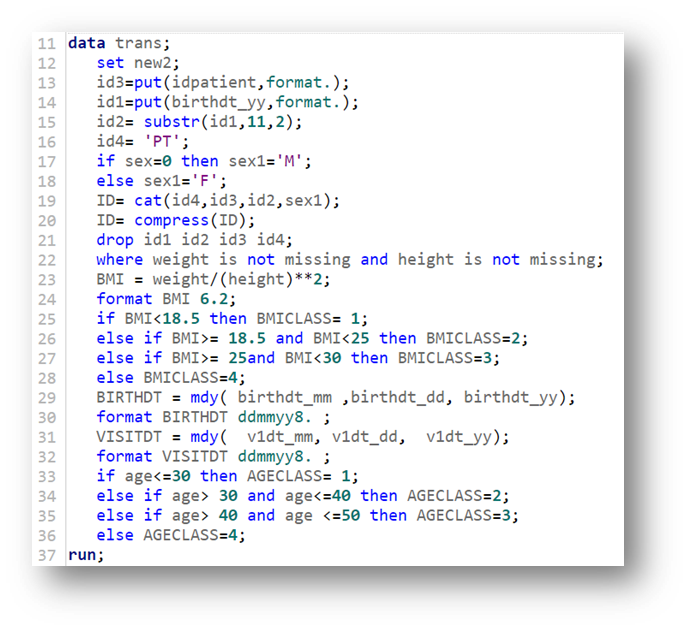 11 data trans;
12 set new2;
13 id3=put(idpatient,format.);
14 id1=put(birthdt_yy,format.);
15 id2= substr(id1,11,2);
16 id4= 'PT';
17 if sex=0 then sex1='M';
18 else sex1='F';
19 ID= cat(id4,id3,id2,sex1);
20 ID= compress(ID);
21 drop id1 id2 id3 id4;
22 where weight is not missing and height is not missing;
23 BMI = weight/(height)**2;
24 format BMI 6.2;
25 if BMI<18.5 then BMICLASS= 1;
26 else if BMI>= 18.5 and BMI<25 then BMICLASS=2;
27 else if BMI>= 25and BMI<30 then BMICLASS=3;
28 else BMICLASS=4;
29 BIRTHDT = mdy( birthdt_mm ,birthdt_dd, birthdt_yy);
30 format BIRTHDT ddmmyy8. ;
31 VISITDT = mdy(  v1dt_mm, v1dt_dd,  v1dt_yy);
32 format VISITDT ddmmyy8. ;
33 if age<=30 then AGECLASS= 1;
34 else if age> 30 and age<=40 then AGECLASS=2;
35 else if age> 40 and age <=50 then AGECLASS=3;
36 else AGECLASS=4;
37 run;